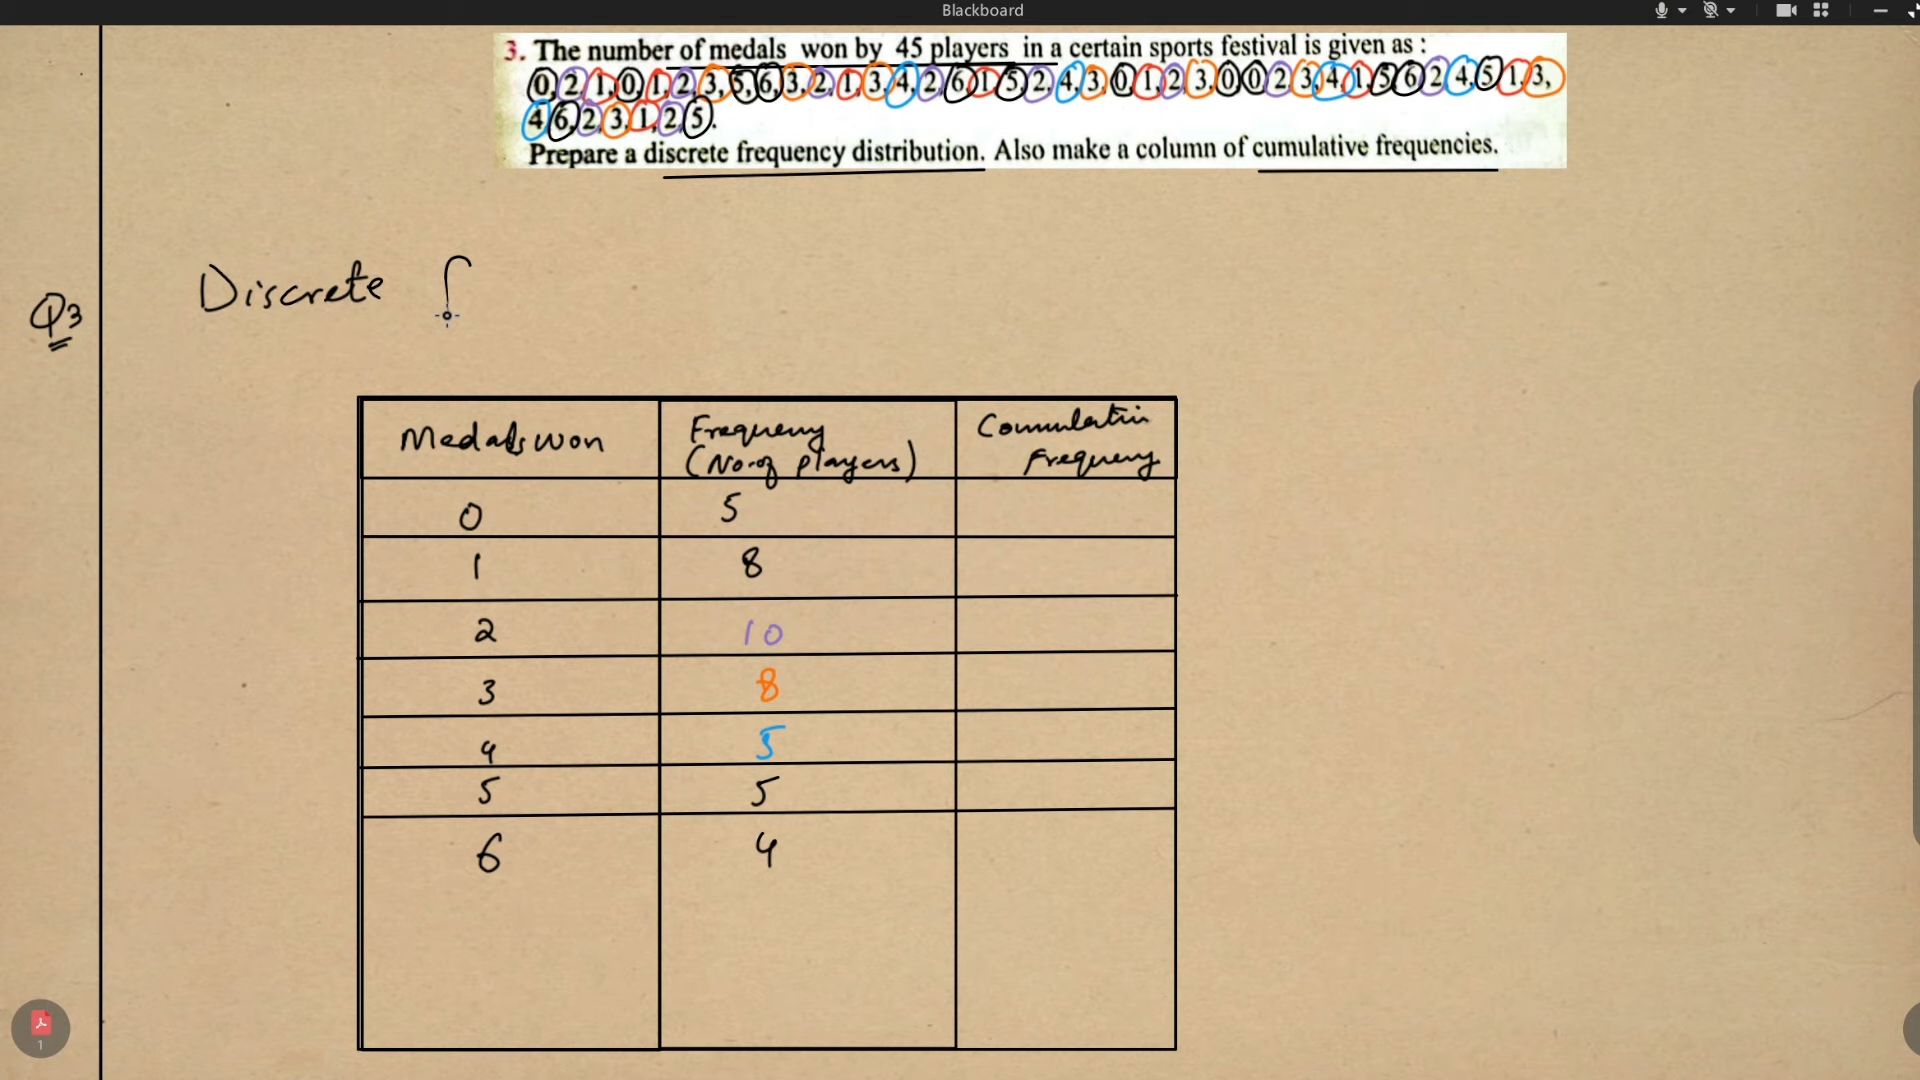 Blackboard
3. The number of medals won by 45 players in a certain sports festival is given as :
0, 2, 1, 0, 1, 2, 3, 5, 6, 3, 2, 1, 3, 4, 2, 6, 1, 5, 2, 4, 3, 0, 1, 2, 3, 0, 0, 2, 3, 4, 1, 5, 6, 2, 4, 5, 1, 3,
4, 6, 2, 3, 1, 2, 5.
Prepare a discrete frequency distribution. Also make a column of cumulative frequencies.
Discrete f
Q3
Medals won Frequency (No. of players) Commulative Frequency
0 5
1 8
2 10
3 8
4 5
5 5
6 4
1